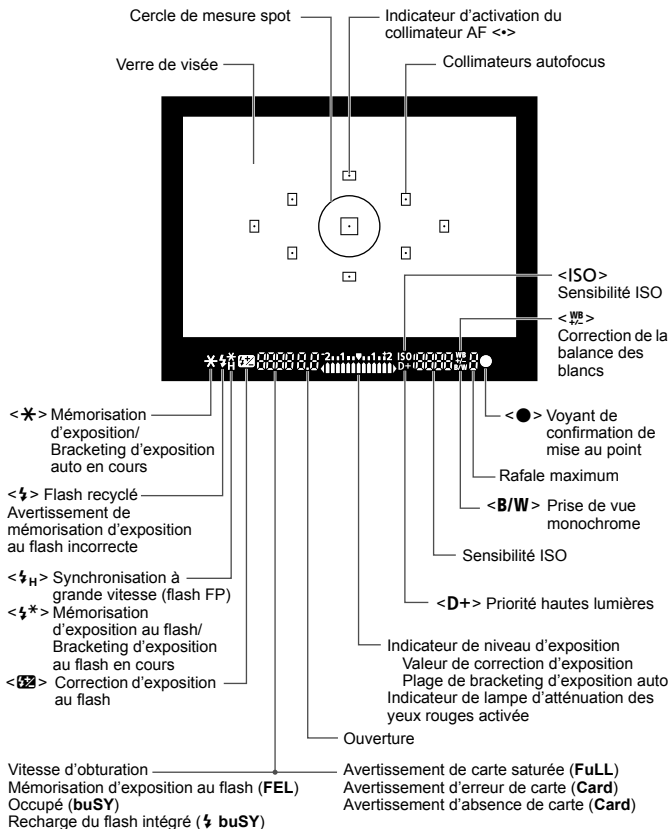 Cercle de mesure spot
Indicateur d'activation du
collimateur AF <•>
Verre de visée
Collimateurs autofocus
<ISO>
Sensibilité ISO
<WB +/->
Correction de la
balance des
blancs
<✱> Mémorisation
d'exposition/
Bracketing d'exposition
auto en cours
<●> Voyant de
confirmation de
mise au point
Rafale maximum
<⚡> Flash recyclé
Avertissement de
mémorisation d'exposition
au flash incorrecte
<B/W> Prise de vue
monochrome
Sensibilité ISO
<⚡H> Synchronisation à
grande vitesse (flash FP)
<⚡*> Mémorisation
d'exposition au flash/
Bracketing d'exposition
au flash en cours
<D+> Priorité hautes lumières
Indicateur de niveau d'exposition
Valeur de correction d'exposition
Plage de bracketing d'exposition auto
Indicateur de lampe d'atténuation des
yeux rouges activée
<⚡±> Correction d'exposition
au flash
Ouverture
Vitesse d'obturation
Mémorisation d'exposition au flash (FEL)
Occupé (buSY)
Recharge du flash intégré (⚡ buSY)
Avertissement de carte saturée (FuLL)
Avertissement d'erreur de carte (Card)
Avertissement d'absence de carte (Card)